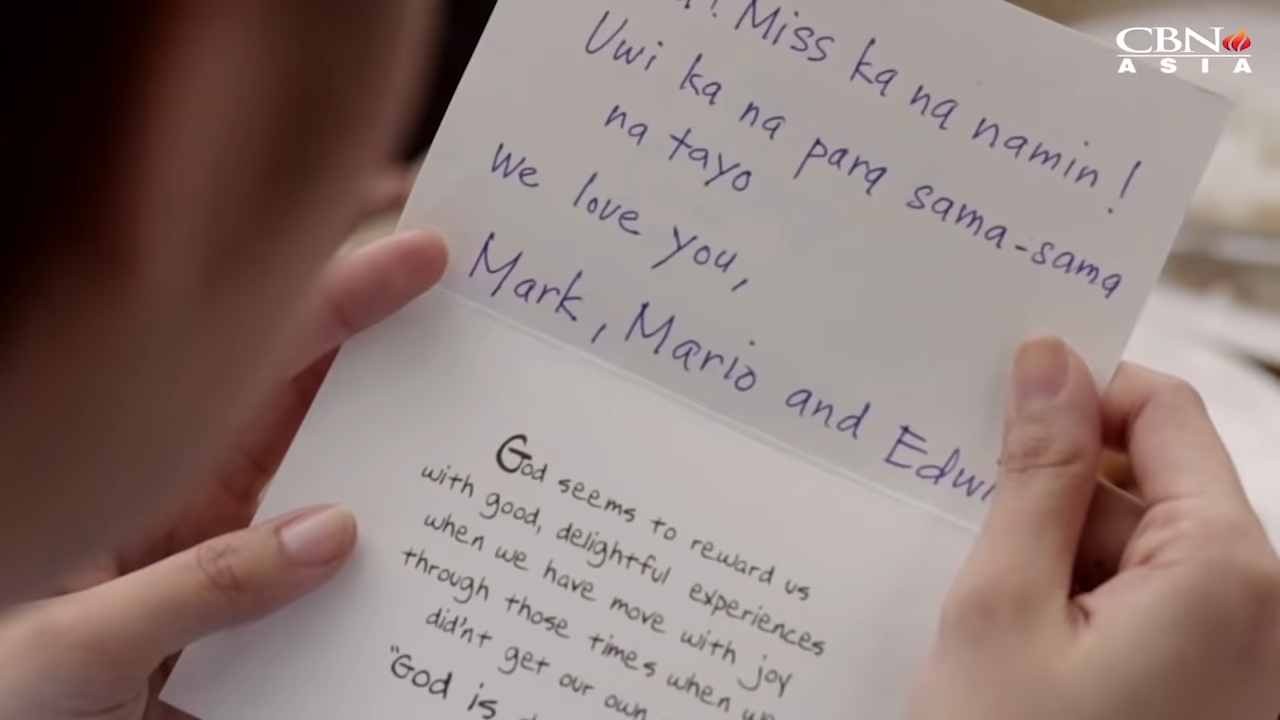 CBN
ASIA
! Miss ka na namin!
Uwi ka na para sama-sama
na tayo
We love you,
Mark, Mario and
God seems to reward us
with good, delightful experiences
when we have move with joy
through those times when
did'nt get our own
"God is